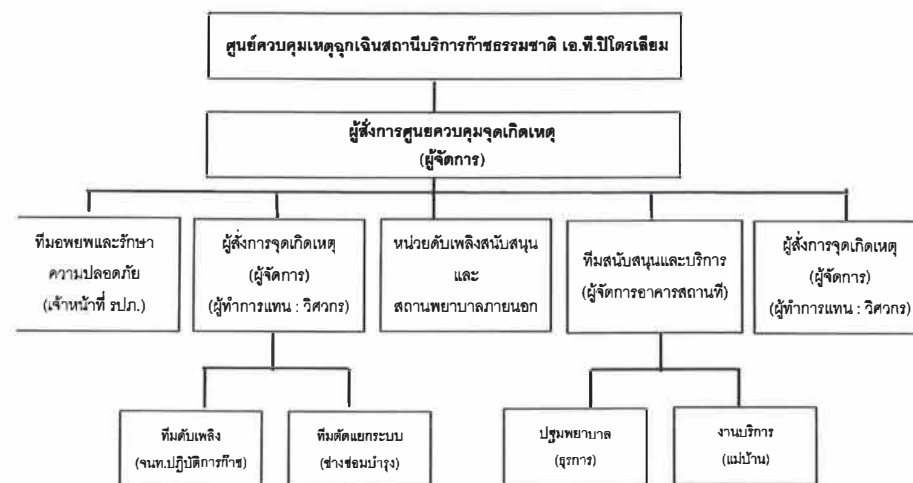 ศูนย์ควบคุมเหตุฉุกเฉินสถานีบริการก๊าซธรรมชาติ เอ.ที.ปิโตรเลียม
ผู้สั่งการศูนยควบคุมจุดเกิดเหตุ
(ผู้จัดการ)
ทีมอพยพและรักษา
ความปลอดภัย
(เจ้าหน้าที่ รปภ.)
ผู้สั่งการจุดเกิดเหตุ
(ผู้จัดการ)
(ผู้ทำการแทน : วิศวกร)
หน่วยดับเพลิงสนับสนุน
และ
สถานพยาบาลภายนอก
ทีมสนับสนุนและบริการ
(ผู้จัดการอาคารสถานที่)
ผู้สั่งการจุดเกิดเหตุ
(ผู้จัดการ)
(ผู้ทำการแทน : วิศวกร)
ทีมดับเพลิง
(จนท.ปฏิบัติการก๊าซ)
ทีมตัดแยกระบบ
(ช่างซ่อมบำรุง)
ปฐมพยาบาล
(ธุรการ)
งานบริการ
(แม่บ้าน)